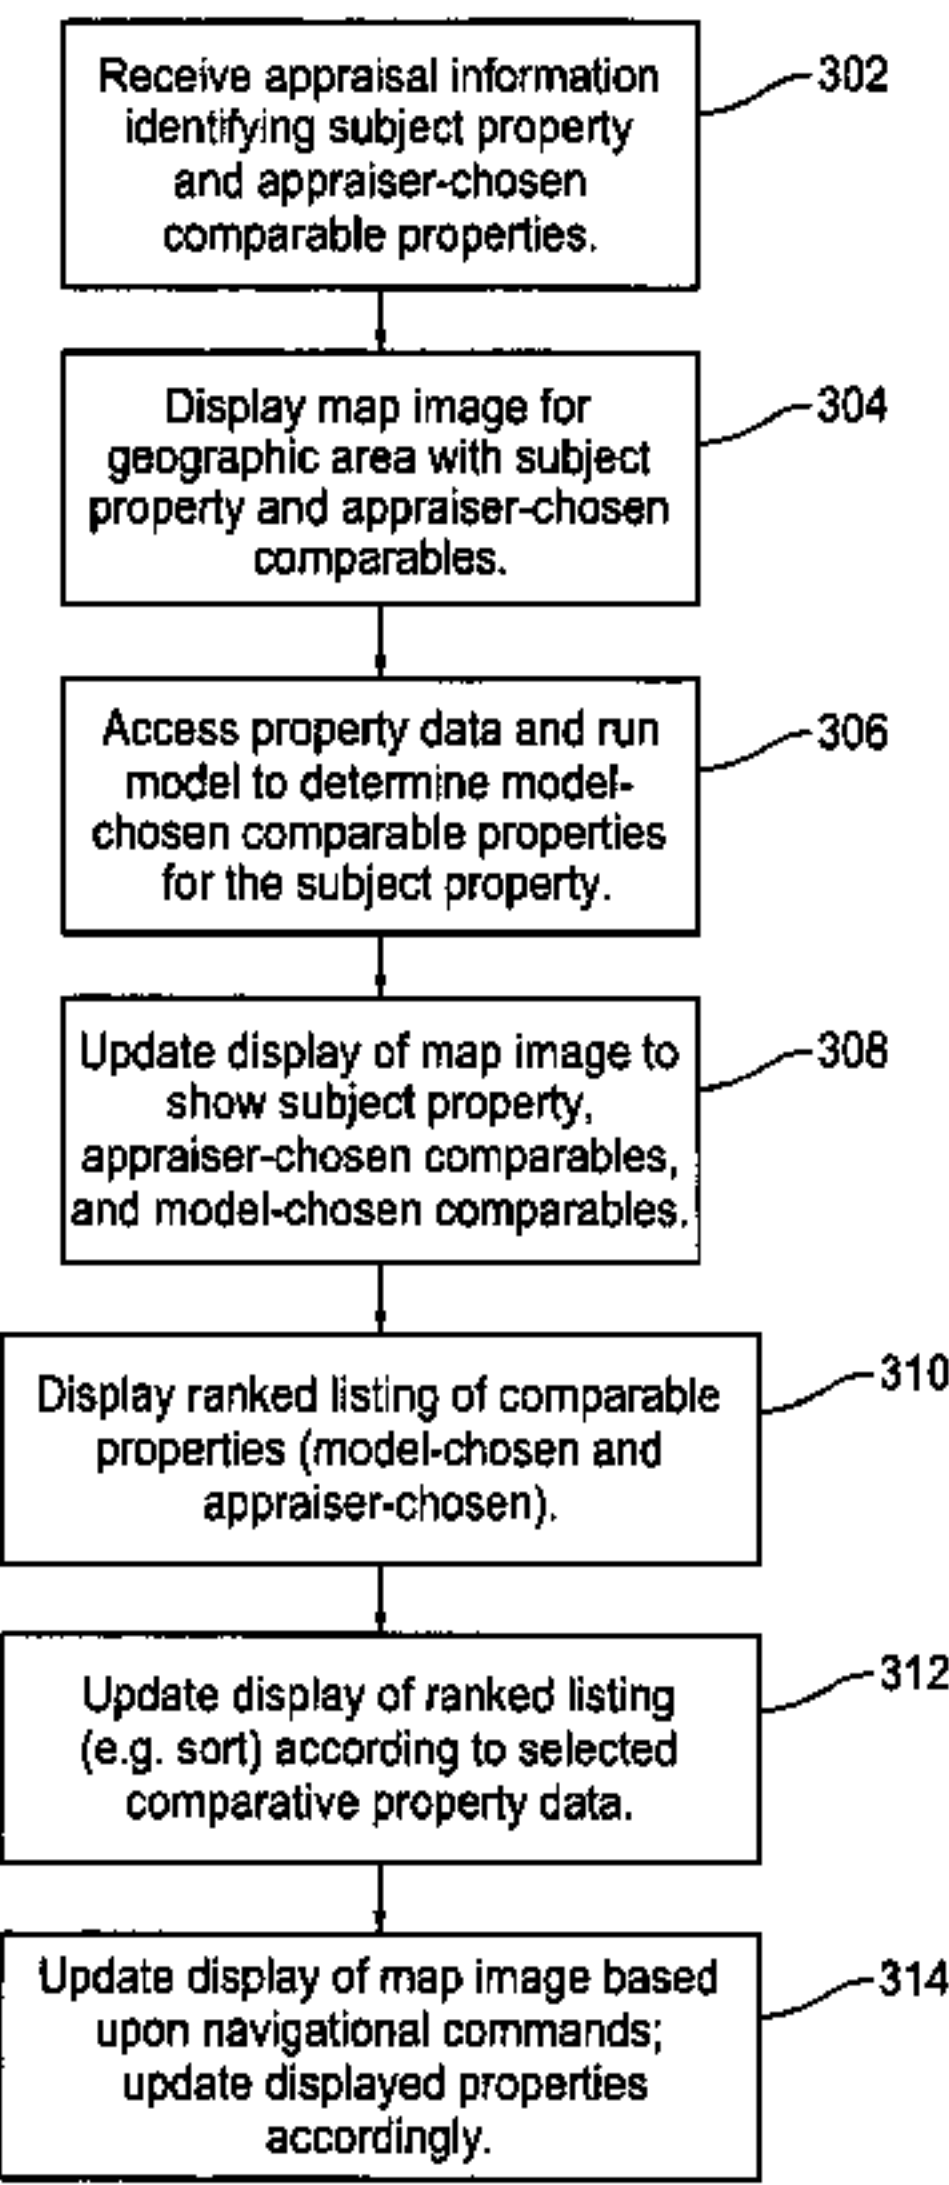 Receive appraisal information
identifying subject property
and appraiser-chosen
comparable properties.
302
Display map image for
geographic area with subject
property and appraiser-chosen
comparables.
304
Access property data and run
model to determine model-
chosen comparable properties
for the subject property.
306
Update display of map image to
show subject property,
appraiser-chosen comparables,
and model-chosen comparables.
308
Display ranked listing of comparable
properties (model-chosen and
appraiser-chosen).
310
Update display of ranked listing
(e.g. sort) according to selected
comparative property data.
312
Update display of map image based
upon navigational commands;
update displayed properties
accordingly.
314